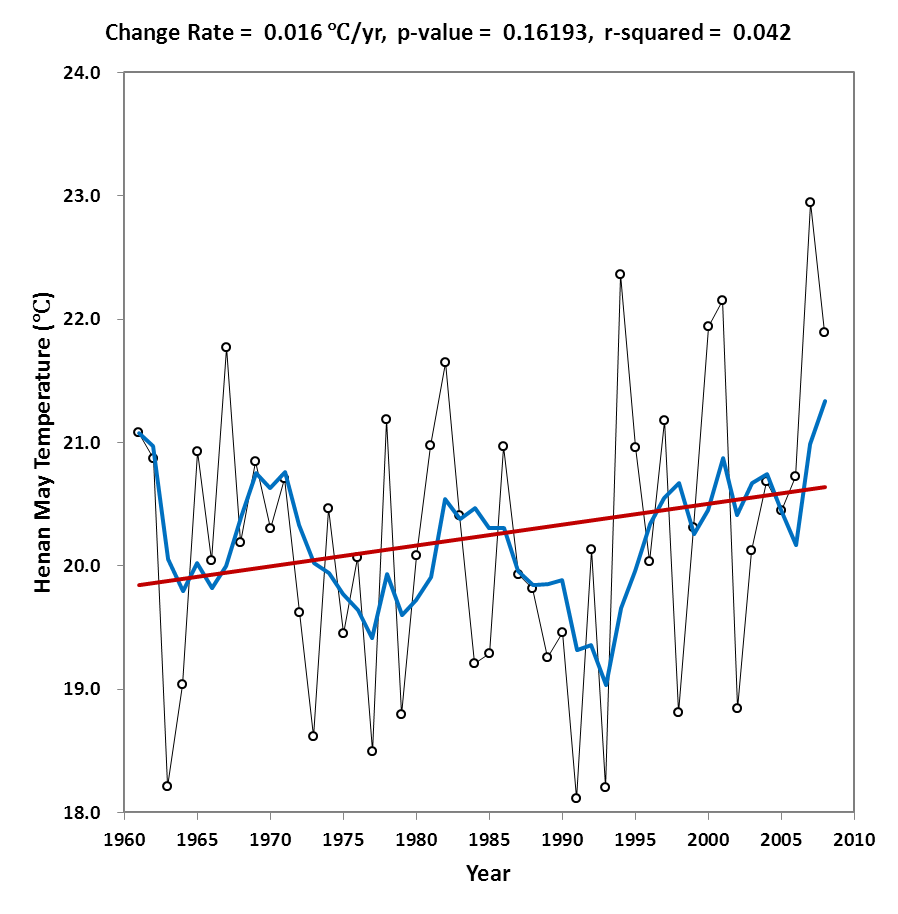 Change Rate = 0.016 ℃/yr, p-value = 0.16193, r-squared = 0.042
24.0
23.0
22.0
21.0
20.0
19.0
18.0
Henan May Temperature (℃)
1960 1965 1970 1975 1980 1985 1990 1995 2000 2005 2010
Year